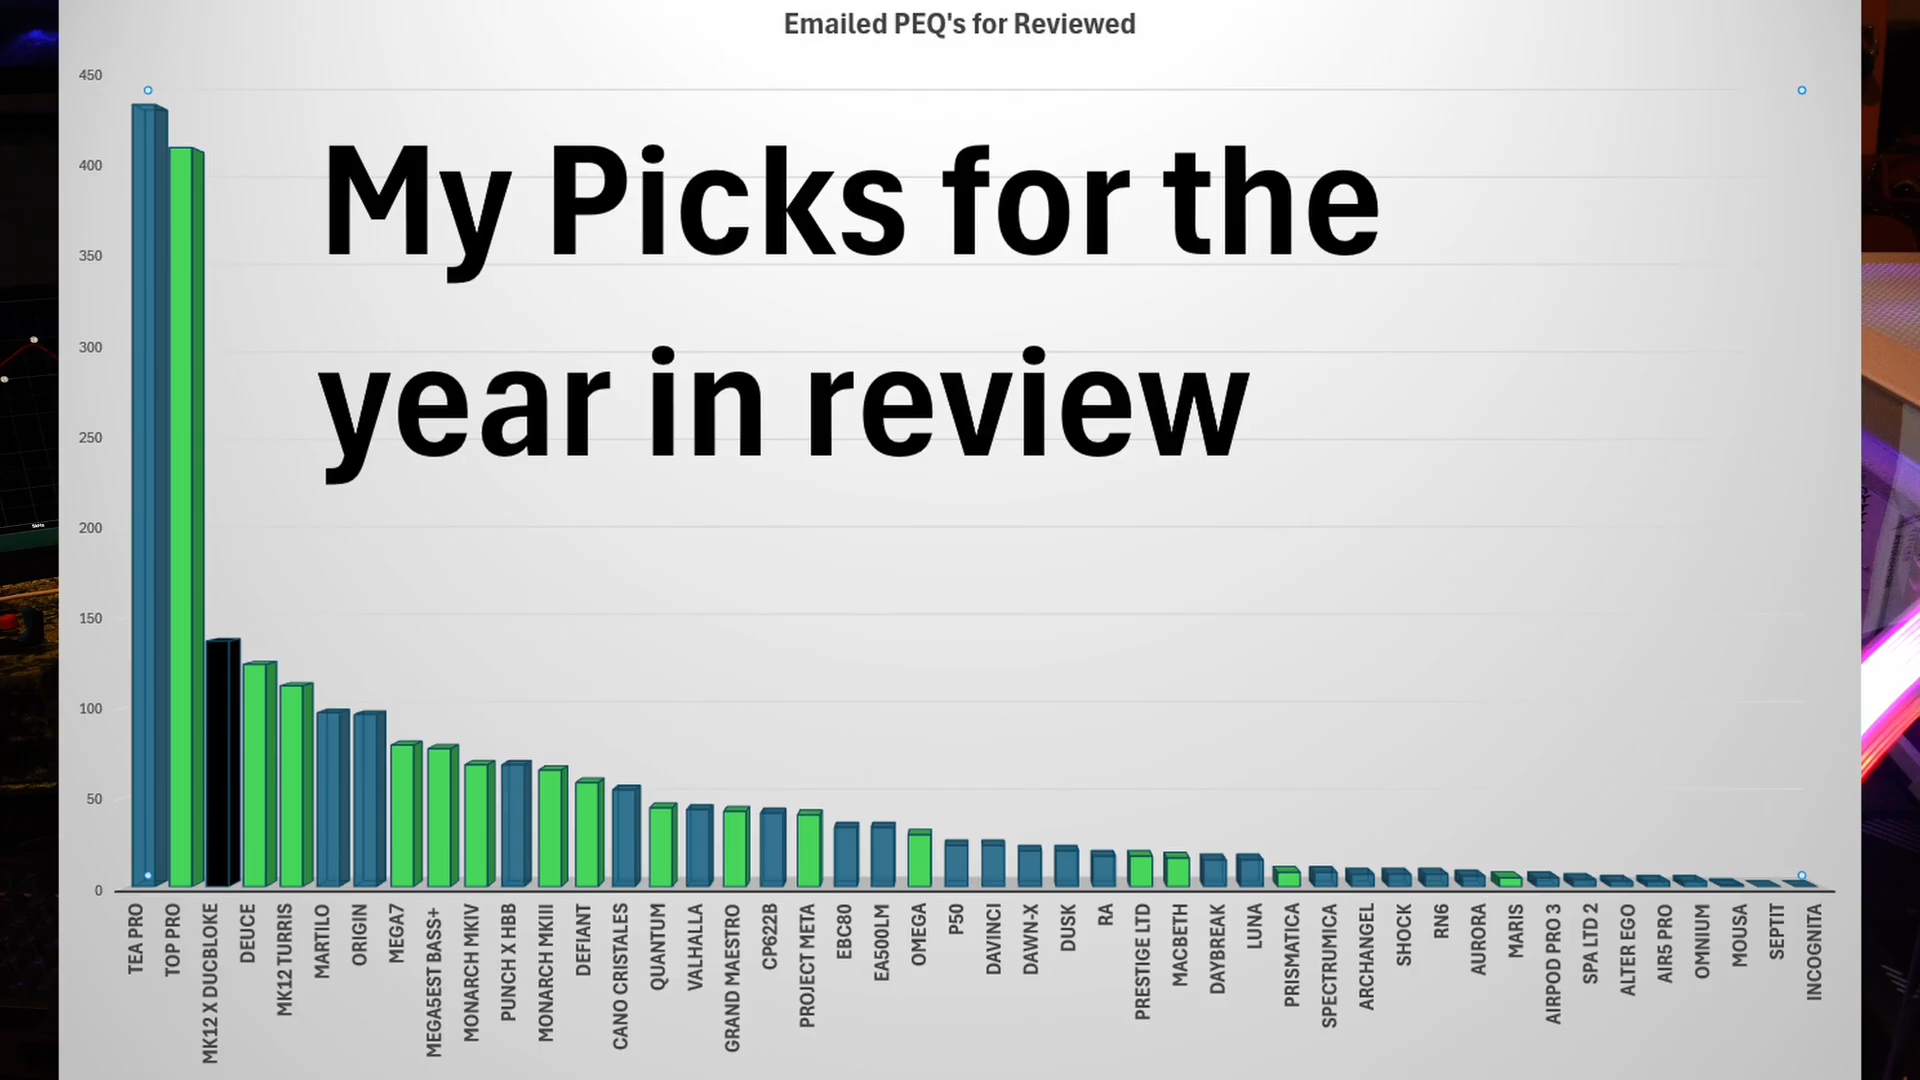 Emailed PEQ's for Reviewed
450
400
350
300
250
200
150
100
50
0
My Picks for the
year in review
TEA PRO
TOP PRO
MK12 X DUCBLOKE
DEUCE
MK12 TURRIS
MARTILO
ORIGIN
MEGA7
MEGA5EST BASS+
MONARCH MKIV
PUNCH X HBB
MONARCH MKIII
DEFIANT
CANO CRISTALES
QUANTUM
VALHALLA
GRAND MAESTRO
CP622B
PROJECT META
EBC80
EA500LM
OMEGA
P50
DAVINCI
DAWN-X
DUSK
RA
PRESTIGE LTD
MACBETH
DAYBREAK
LUNA
PRISMATICA
SPECTRUMICA
ARCHANGEL
SHOCK
RN6
AURORA
MARIS
AIRPOD PRO 3
SPA LTD 2
ALTER EGO
AIR5 PRO
OMNIUM
MOUSA
SEPTIT
INCOGNITA